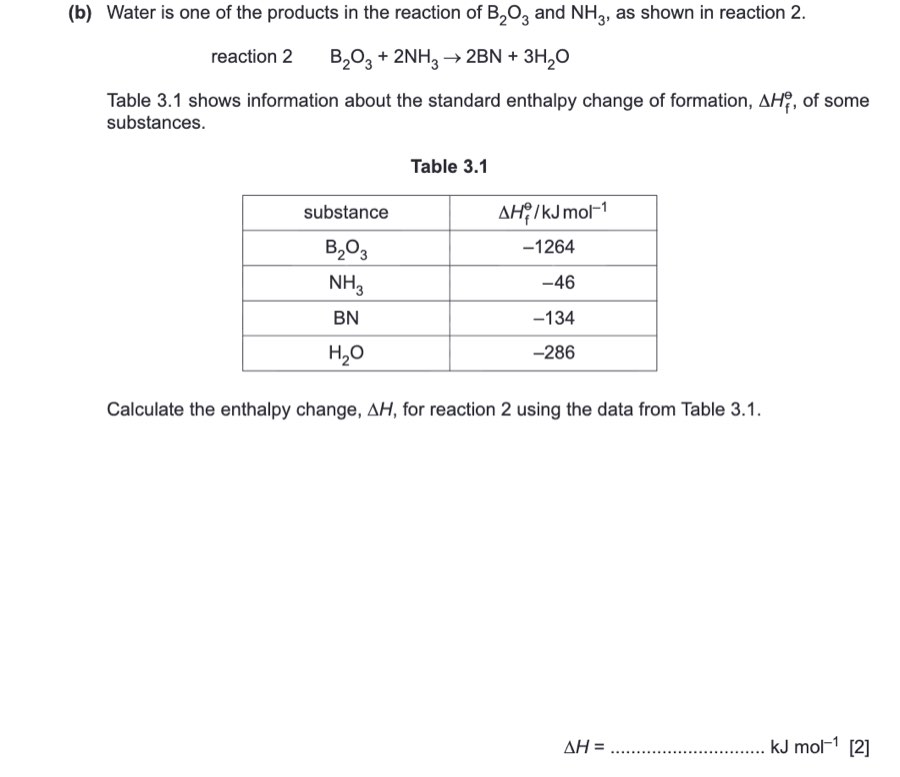 (b) Water is one of the products in the reaction of B₂O₃ and NH₃, as shown in reaction 2.
reaction 2 B₂O₃ + 2NH₃ → 2BN + 3H₂O
Table 3.1 shows information about the standard enthalpy change of formation, ΔHf⦵, of some
substances.
Table 3.1
substance ΔHf⦵ / kJ mol⁻¹
B₂O₃ −1264
NH₃ −46
BN −134
H₂O −286
Calculate the enthalpy change, ΔH, for reaction 2 using the data from Table 3.1.
ΔH = .............................. kJ mol⁻¹ [2]